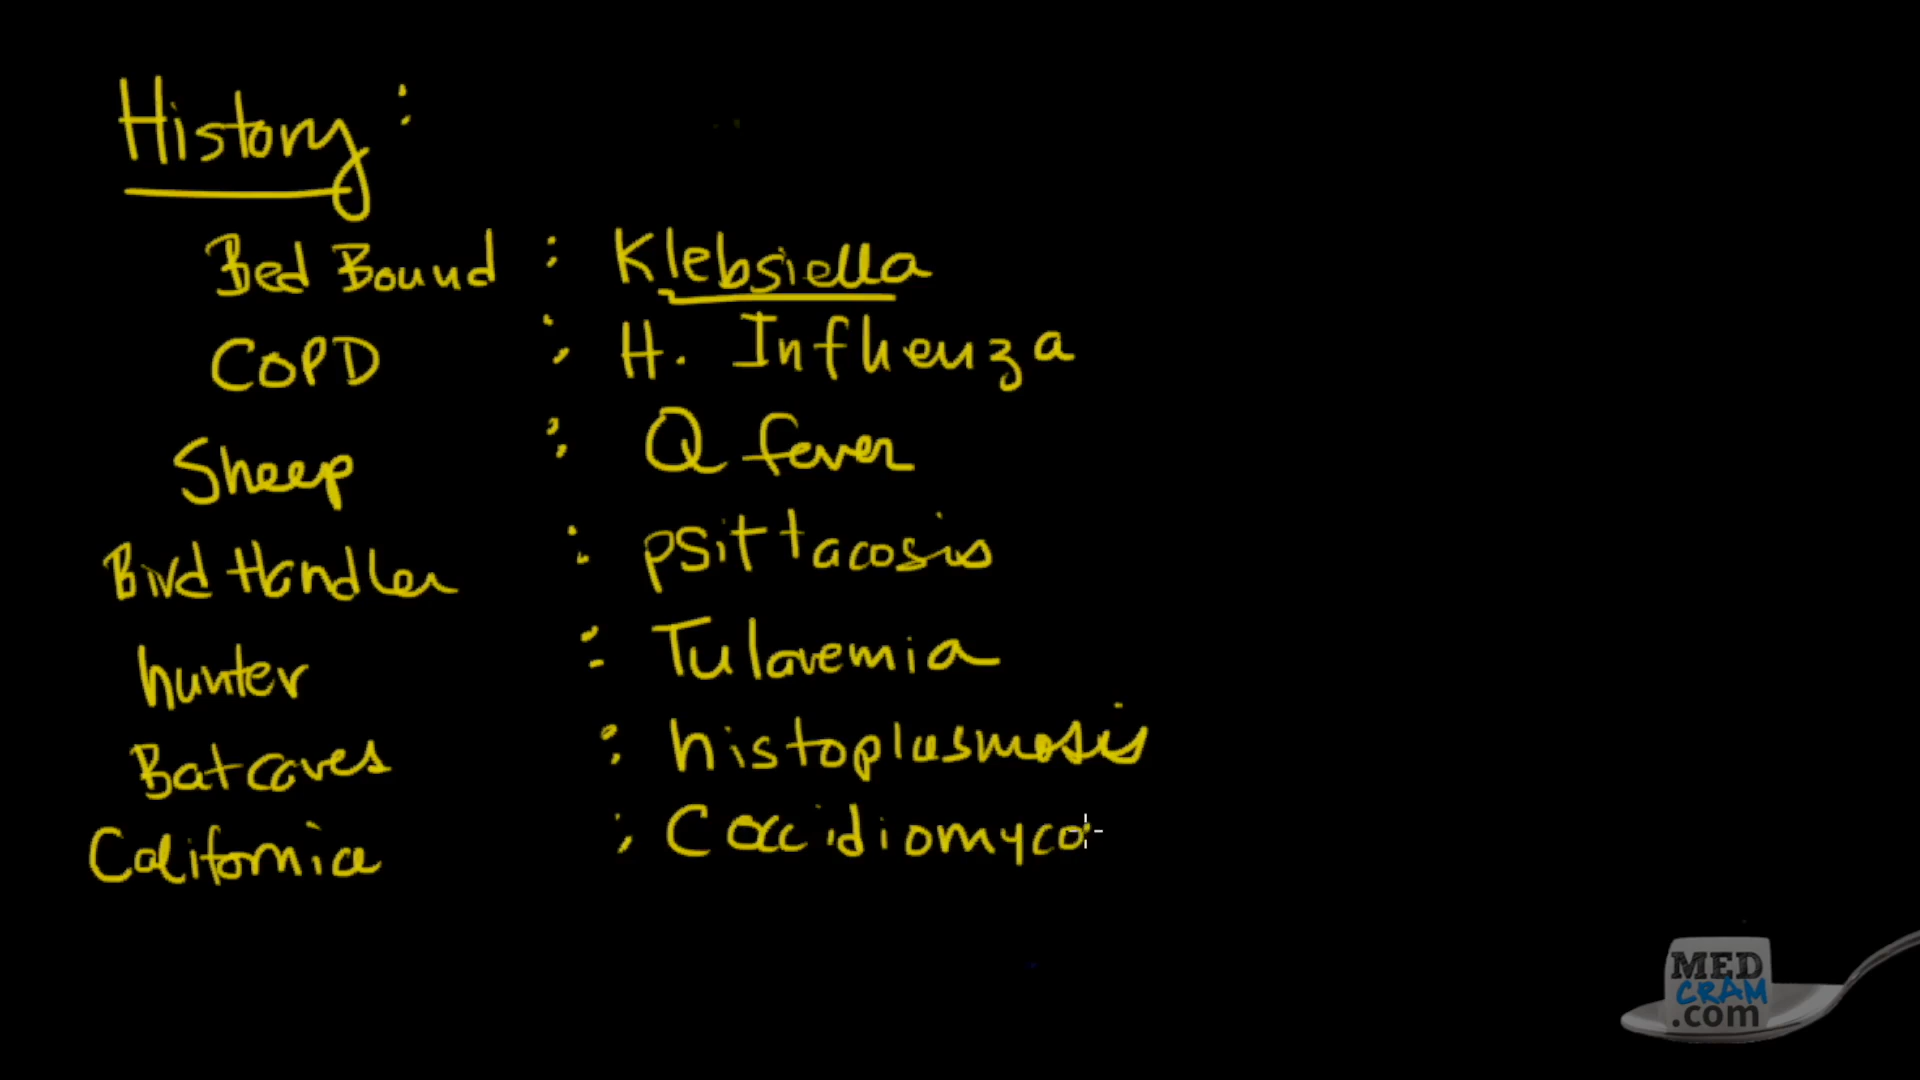 History:
Bed Bound : Klebsiella
COPD : H. Influenza
Sheep : Q fever
Bird Handler : psittacosis
hunter : Tularemia
Bat caves : histoplasmosis
California : Coccidiomyco
MED
CRAM
.com